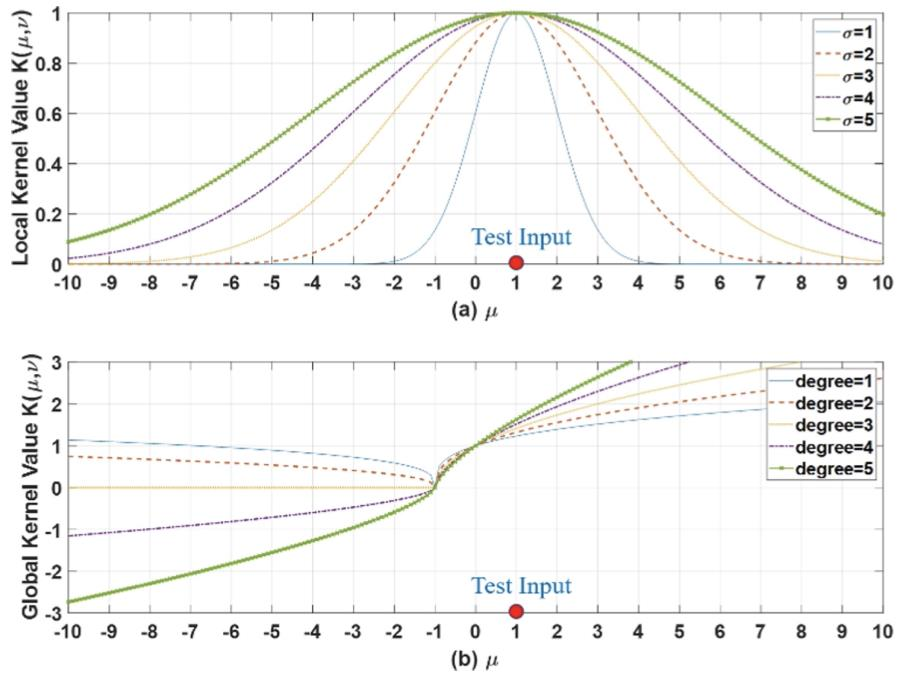 Local Kernel Value K(μ,ν)
1
0.8
0.6
0.4
0.2
0
σ=1
σ=2
σ=3
σ=4
σ=5
Test Input
-10 -9 -8 -7 -6 -5 -4 -3 -2 -1 0 1 2 3 4 5 6 7 8 9 10
(a) μ
Global Kernel Value K(μ,ν)
3
2
1
0
-1
-2
-3
degree=1
degree=2
degree=3
degree=4
degree=5
Test Input
-10 -9 -8 -7 -6 -5 -4 -3 -2 -1 0 1 2 3 4 5 6 7 8 9 10
(b) μ